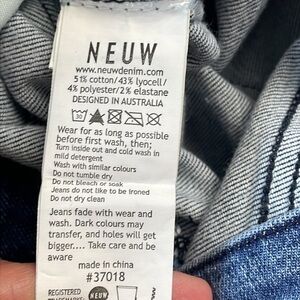 NEUW
www.neuwdenim.com
51% cotton/43% lyocell/
4% polyester/2% elastane
DESIGNED IN AUSTRALIA
30
Wear for as long as possible
before first wash, then;
Turn inside out and cold wash in
mild detergent
Wash with similar colours
Do not tumble dry
Do not bleach or soak
Jeans do not like to be ironed
Do not dry clean
Jeans fade with wear and
wash. Dark colours may
transfer, and holes will get
bigger.... Take care and be
aware
made in china
#37018
REGISTERED
NEUW